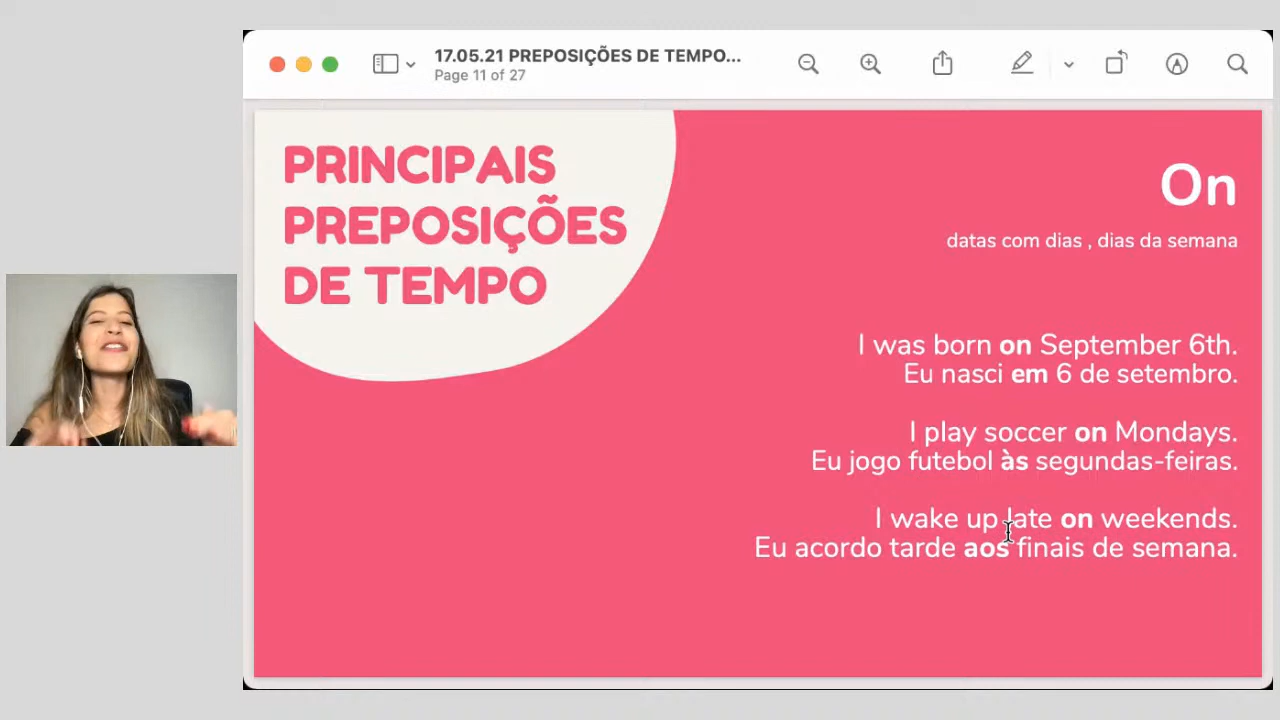 17.05.21 PREPOSIÇÕES DE TEMPO...
Page 11 of 27
PRINCIPAIS
PREPOSIÇÕES
DE TEMPO
On
datas com dias , dias da semana
I was born on September 6th.
Eu nasci em 6 de setembro.
I play soccer on Mondays.
Eu jogo futebol às segundas-feiras.
I wake up late on weekends.
Eu acordo tarde aos finais de semana.